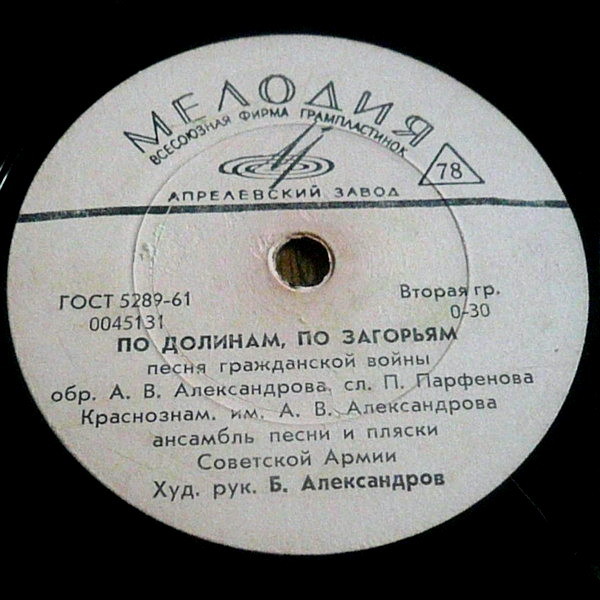 МЕЛОДИЯ
ВСЕСОЮЗНАЯ ФИРМА ГРАМПЛАСТИНОК
78
АПРЕЛЕВСКИЙ ЗАВОД
ГОСТ 5289-61
Вторая гр.
0045131
0-30
ПО ДОЛИНАМ, ПО ЗАГОРЬЯМ
песня гражданской войны
обр. А. В. Александрова, сл. П. Парфенова
Краснознам. им. А. В. Александрова
ансамбль песни и пляски
Советской Армии
Худ. рук. Б. Александров